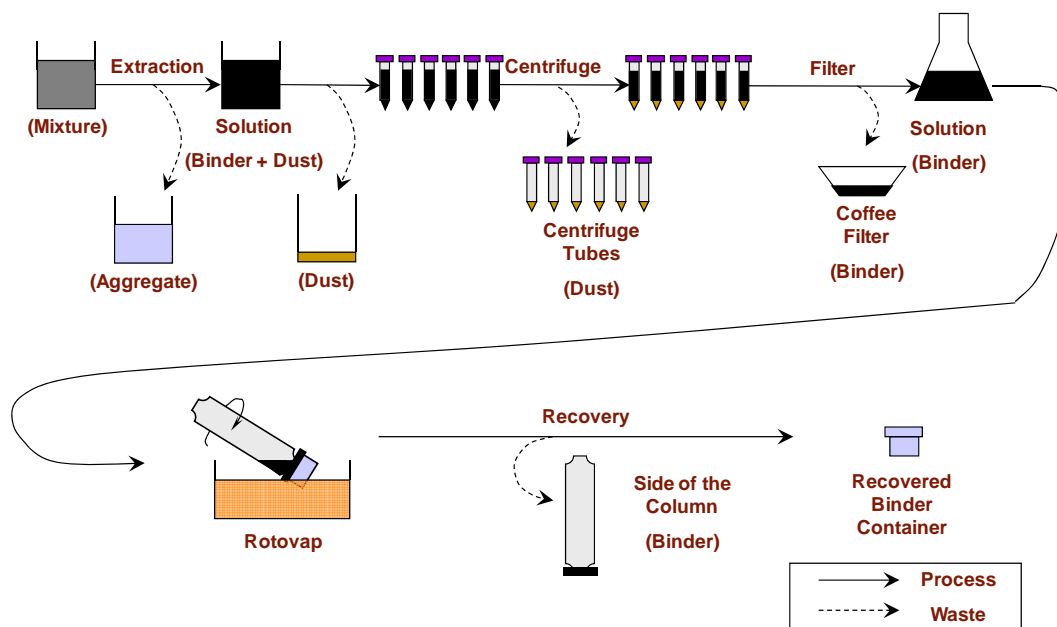 Extraction
Centrifuge
Filter
(Mixture)
Solution
(Binder + Dust)
Solution
(Binder)
(Aggregate)
(Dust)
Centrifuge
Tubes
(Dust)
Coffee
Filter
(Binder)
Rotovap
Recovery
Side of the
Column
(Binder)
Recovered
Binder
Container
Process
Waste